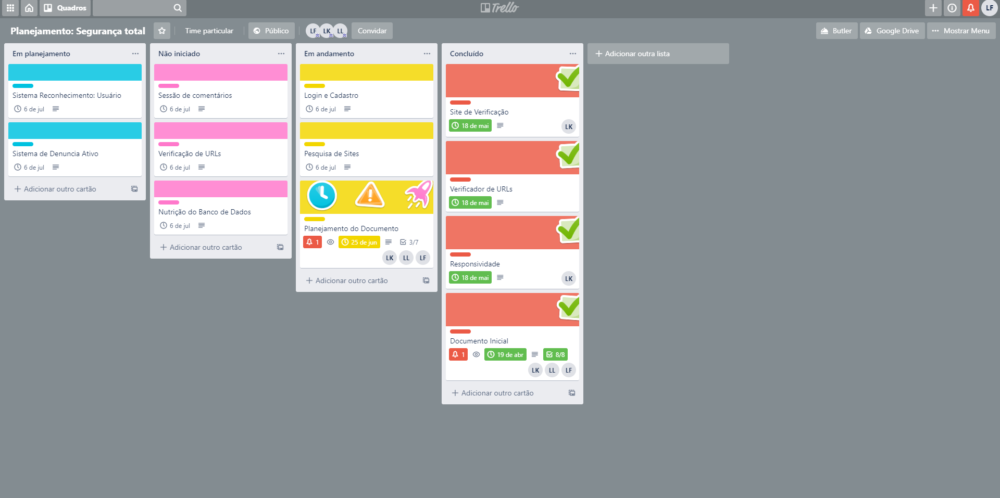 Quadros
Trello
LF
Planejamento: Segurança total
Time particular
Público
LF LK LL
Convidar
Butler
Google Drive
Mostrar Menu
Em planejamento
Sistema Reconhecimento: Usuário
6 de jul
Sistema de Denuncia Ativo
6 de jul
Adicionar outro cartão
Não iniciado
Sessão de comentários
6 de jul
Verificação de URLs
6 de jul
Nutrição do Banco de Dados
6 de jul
Adicionar outro cartão
Em andamento
Login e Cadastro
6 de jul
Pesquisa de Sites
6 de jul
Planejamento do Documento
1 25 de jun 3/7
LK LL LF
Adicionar outro cartão
Concluído
Site de Verificação
18 de mai
LK
Verificador de URLs
18 de mai
Responsividade
18 de mai
LK
Documento Inicial
1 19 de abr 8/8
LK LL LF
Adicionar outro cartão
Adicionar outra lista